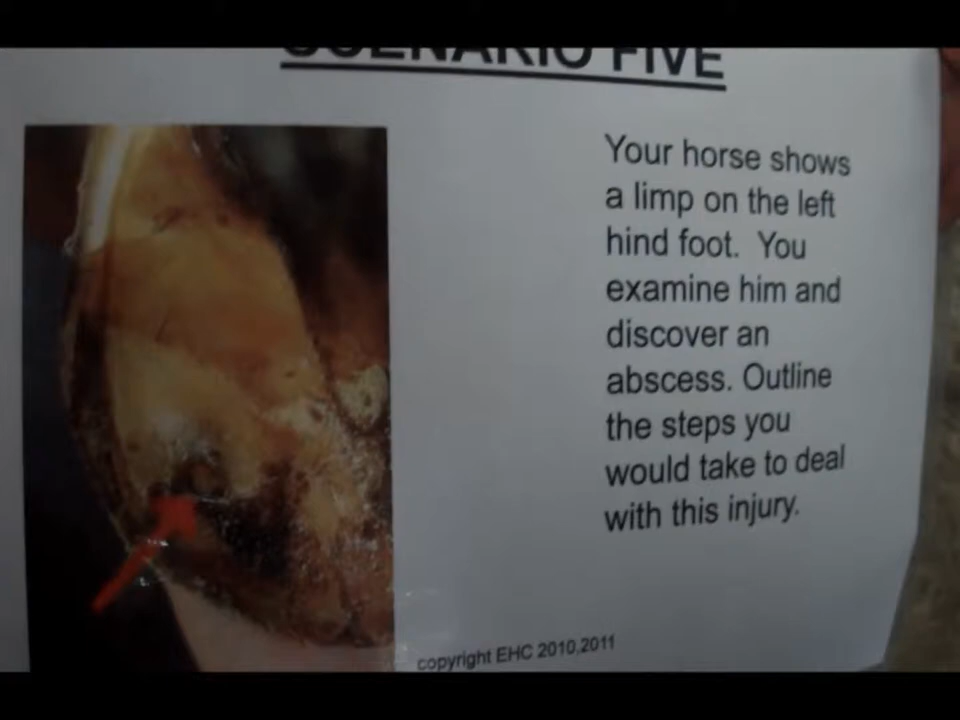 SCENARIO FIVE
Your horse shows
a limp on the left
hind foot. You
examine him and
discover an
abscess. Outline
the steps you
would take to deal
with this injury.
copyright EHC 2010,2011